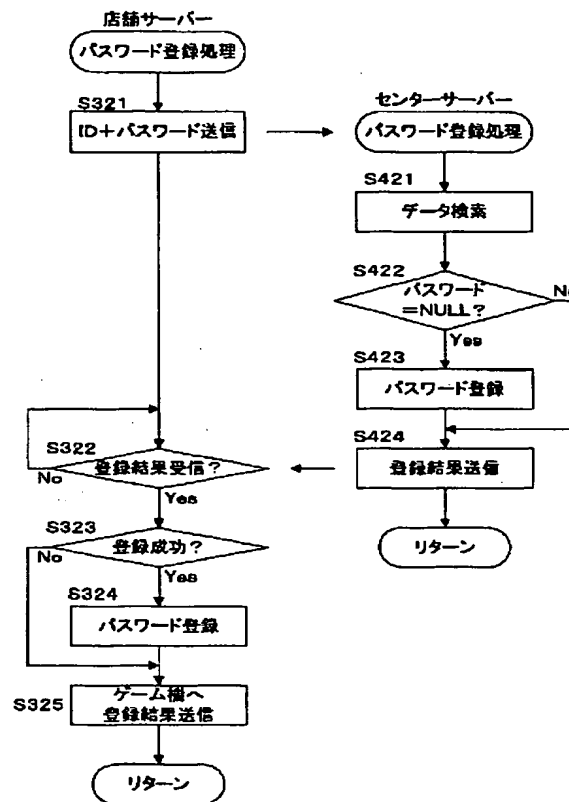 店舗サーバー
パスワード登録処理
S321
ID+パスワード送信
S322
登録結果受信?
No
Yes
S323
登録成功?
No
Yes
S324
パスワード登録
S325
ゲーム機へ
登録結果送信
リターン
センターサーバー
パスワード登録処理
S421
データ検索
S422
パスワード
=NULL?
No
Yes
S423
パスワード登録
S424
登録結果送信
リターン